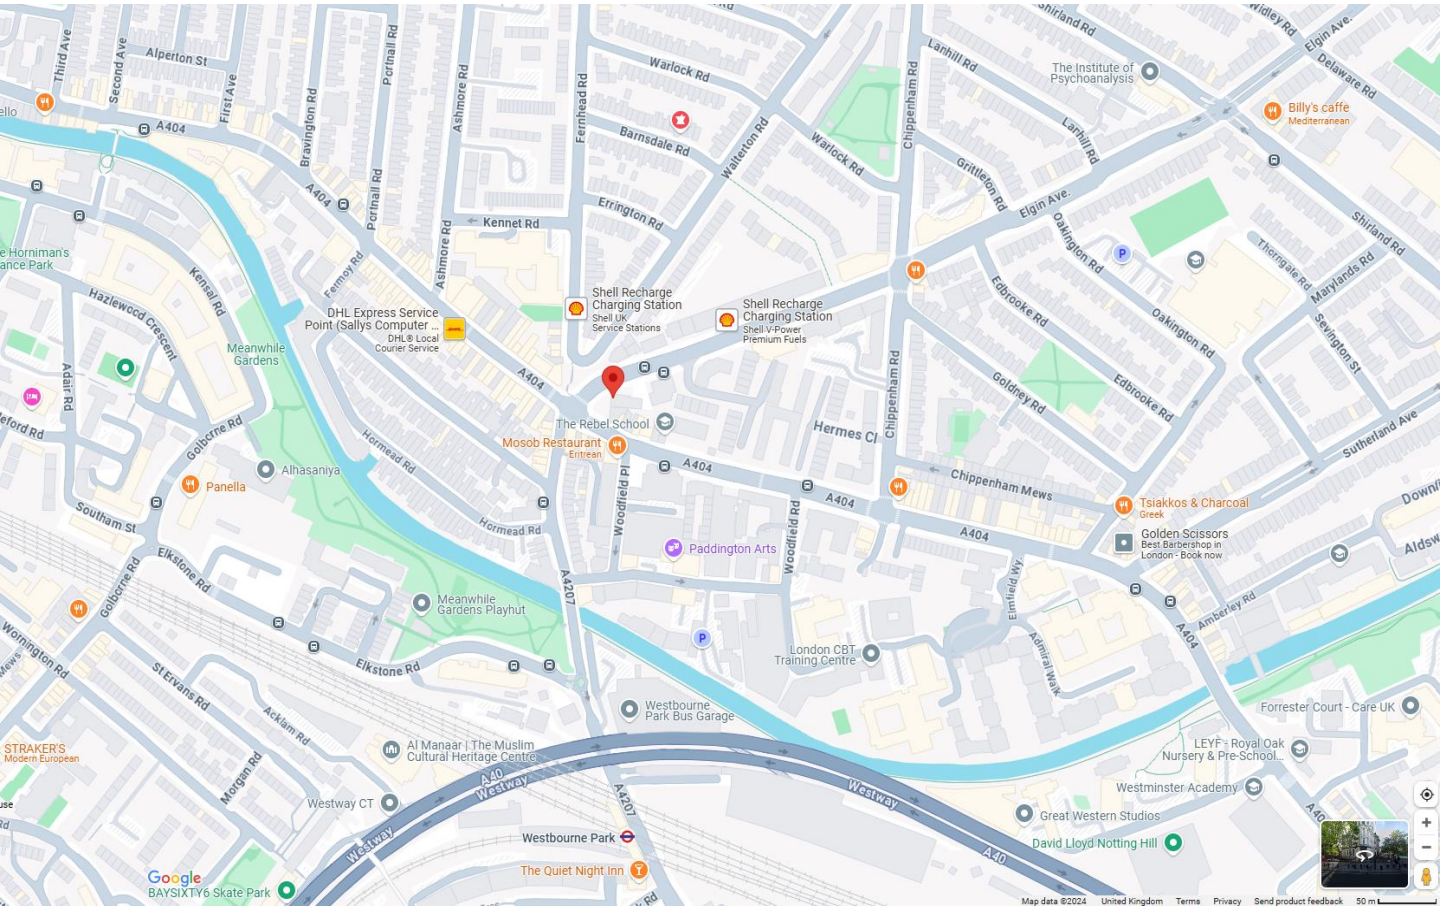 Third Ave
Second Ave
Alperton St
First Ave
Portnall Rd
Ashmore Rd
Fernhead Rd
Warlock Rd
Shirland Rd
Lanhill Rd
Chippenham Rd
Widley Rd
Elgin Ave.
Delaware Rd
The Institute of
Psychoanalysis
Billy's caffe
Mediterranean
A404
Bravington Rd
Barnsdale Rd
Walterton Rd
Warlock Rd
Larhill Rd
Grittleton Rd
Elgin Ave.
A404
Portnall Rd
Kennet Rd
Errington Rd
Oakington Rd
P
Shirland Rd
Thorngate Rd
Marylands Rd
e Horniman's
ance Park
Kensal Rd
Hazlewood Crescent
Fermoy Rd
Ashmore Rd
Shell Recharge
Charging Station
Shell UK
Service Stations
Shell Recharge
Charging Station
Shell V-Power
Premium Fuels
Edbrooke Rd
Oakington Rd
Sevington St
DHL Express Service
Point (Sallys Computer ...
DHL® Local
Courier Service
Meanwhile
Gardens
Adair Rd
A404
Chippenham Rd
Goldney Rd
Edbrooke Rd
Sutherland Ave
leford Rd
Golborne Rd
Hormead Rd
The Rebel School
Mosob Restaurant
Eritrean
Hermes Cl
Alhasaniya
Panella
A404
Chippenham Mews
A404
Tsiakkos & Charcoal
Greek
Southam St
Hormead Rd
Woodfield Pl
Woodfield Rd
A404
Golden Scissors
Best Barbershop in
London - Book now
Elkstone Rd
Golborne Rd
Paddington Arts
A4207
Elmfield Wy.
Amberley Rd
A404
Meanwhile
Gardens Playhut
P
Admiral Walk
Wornington Rd
St Ervans Rd
Elkstone Rd
London CBT
Training Centre
Acklam Rd
Westbourne
Park Bus Garage
Forrester Court - Care UK
STRAKER'S
Modern European
Morgan Rd
Al Manaar | The Muslim
Cultural Heritage Centre
LEYF - Royal Oak
Nursery & Pre-School...
A40
Westway
Westway
Westminster Academy
Westway CT
A4207
Great Western Studios
Westway
Westbourne Park
A40
David Lloyd Notting Hill
The Quiet Night Inn
Google
BAYSIXTY6 Skate Park
Map data ©2024 United Kingdom Terms Privacy Send product feedback 50 m